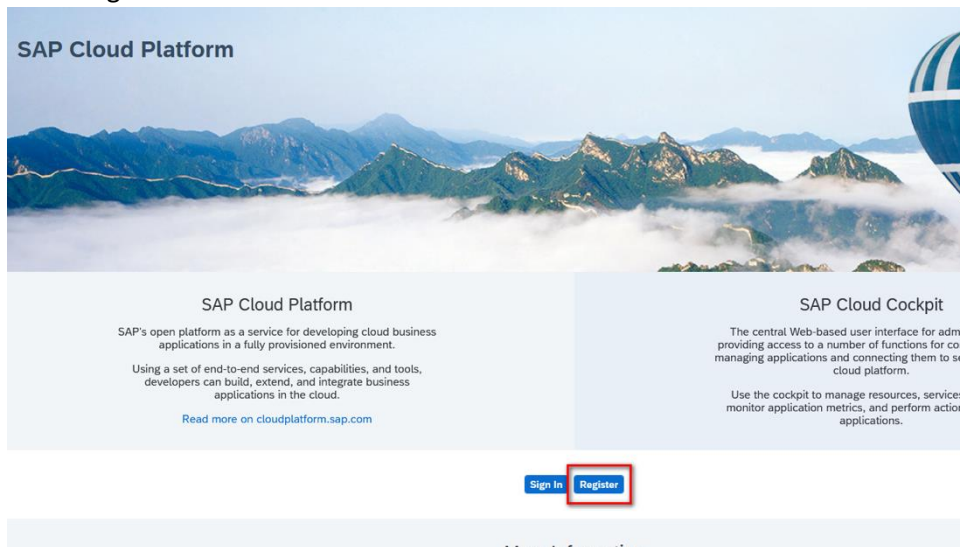 SAP Cloud Platform
SAP Cloud Platform
SAP's open platform as a service for developing cloud business
applications in a fully provisioned environment.
Using a set of end-to-end services, capabilities, and tools,
developers can build, extend, and integrate business
applications in the cloud.
Read more on cloudplatform.sap.com
SAP Cloud Cockpit
The central Web-based user interface for adm
providing access to a number of functions for co
managing applications and connecting them to se
cloud platform.
Use the cockpit to manage resources, services
monitor application metrics, and perform action
applications.
Sign In Register